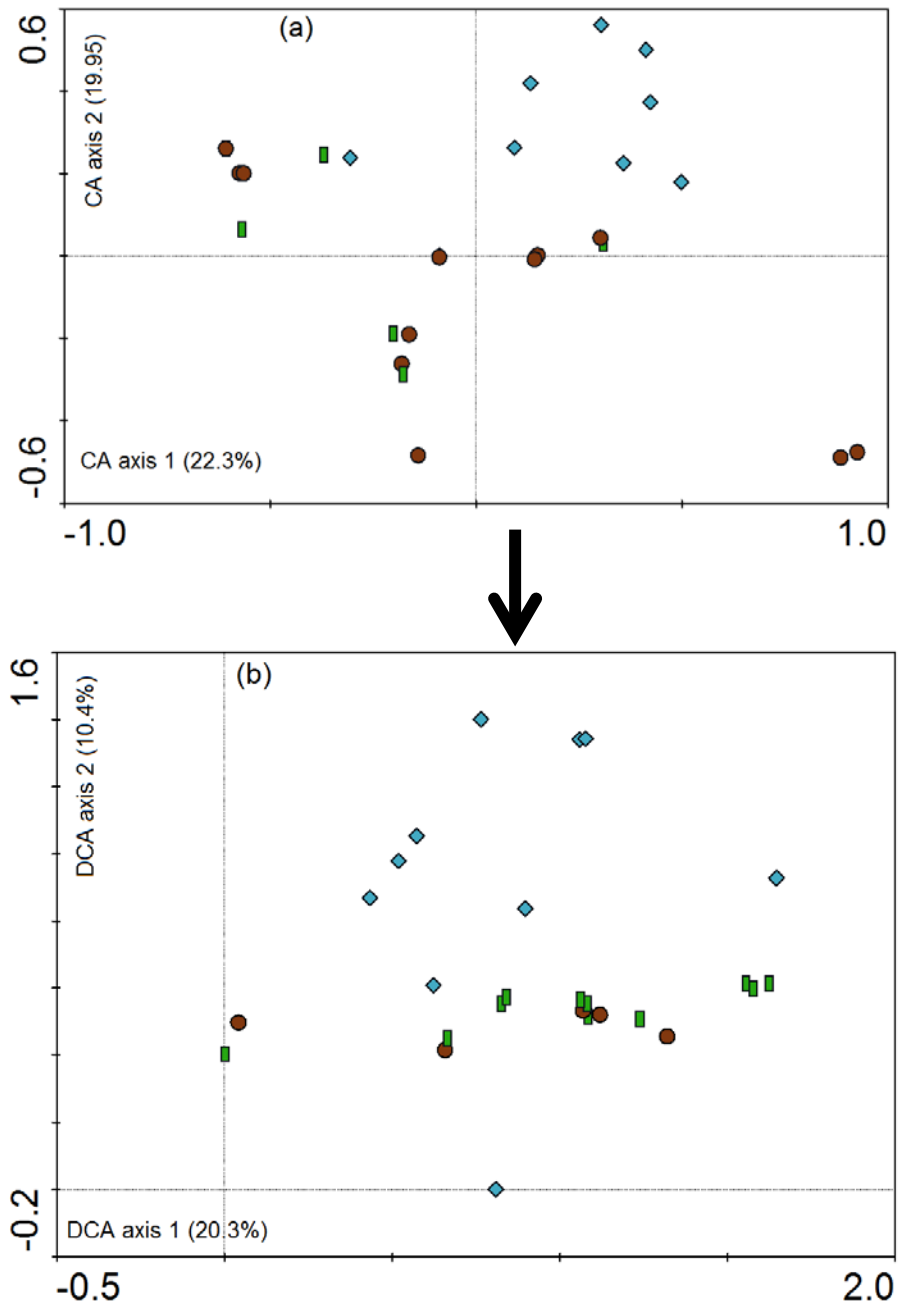 (a)
0.6
CA axis 2 (19.95)
-0.6
CA axis 1 (22.3%)
-1.0
1.0
(b)
1.6
DCA axis 2 (10.4%)
-0.2
DCA axis 1 (20.3%)
-0.5
2.0